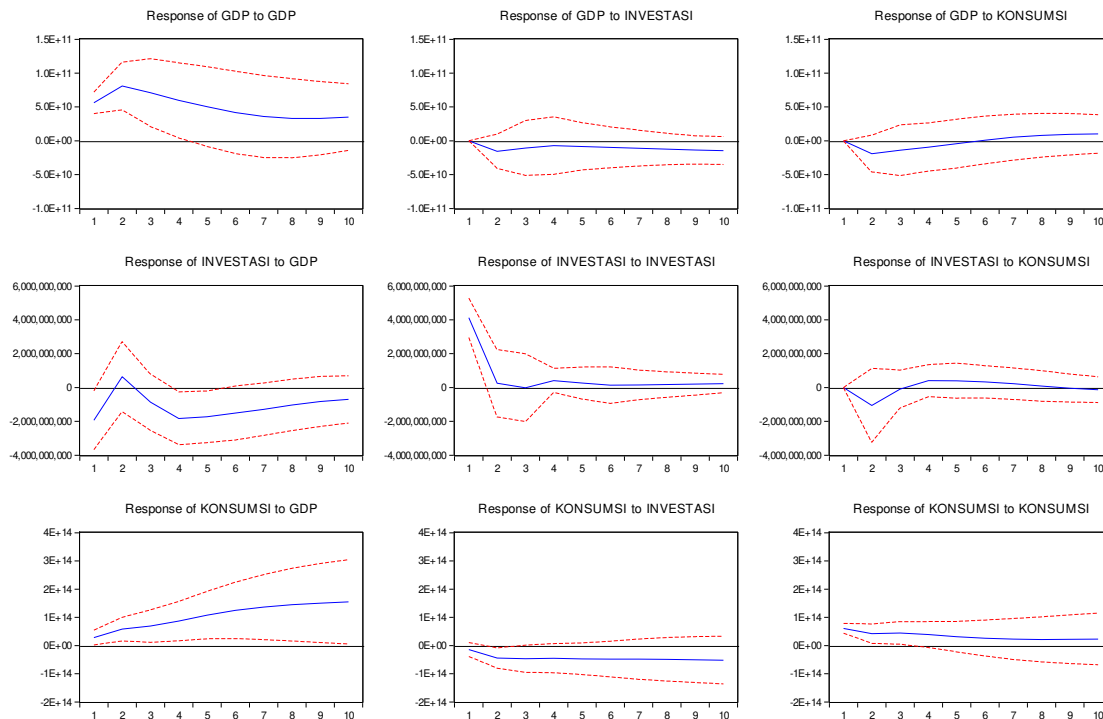 Response of GDP to GDP
1.5E+11
1.0E+11
5.0E+10
0.0E+00
-5.0E+10
-1.0E+11
1 2 3 4 5 6 7 8 9 10
Response of GDP to INVESTASI
1.5E+11
1.0E+11
5.0E+10
0.0E+00
-5.0E+10
-1.0E+11
1 2 3 4 5 6 7 8 9 10
Response of GDP to KONSUMSI
1.5E+11
1.0E+11
5.0E+10
0.0E+00
-5.0E+10
-1.0E+11
1 2 3 4 5 6 7 8 9 10
Response of INVESTASI to GDP
6,000,000,000
4,000,000,000
2,000,000,000
0
-2,000,000,000
-4,000,000,000
1 2 3 4 5 6 7 8 9 10
Response of INVESTASI to INVESTASI
6,000,000,000
4,000,000,000
2,000,000,000
0
-2,000,000,000
-4,000,000,000
1 2 3 4 5 6 7 8 9 10
Response of INVESTASI to KONSUMSI
6,000,000,000
4,000,000,000
2,000,000,000
0
-2,000,000,000
-4,000,000,000
1 2 3 4 5 6 7 8 9 10
Response of KONSUMSI to GDP
4E+14
3E+14
2E+14
1E+14
0E+00
-1E+14
-2E+14
1 2 3 4 5 6 7 8 9 10
Response of KONSUMSI to INVESTASI
4E+14
3E+14
2E+14
1E+14
0E+00
-1E+14
-2E+14
1 2 3 4 5 6 7 8 9 10
Response of KONSUMSI to KONSUMSI
4E+14
3E+14
2E+14
1E+14
0E+00
-1E+14
-2E+14
1 2 3 4 5 6 7 8 9 10